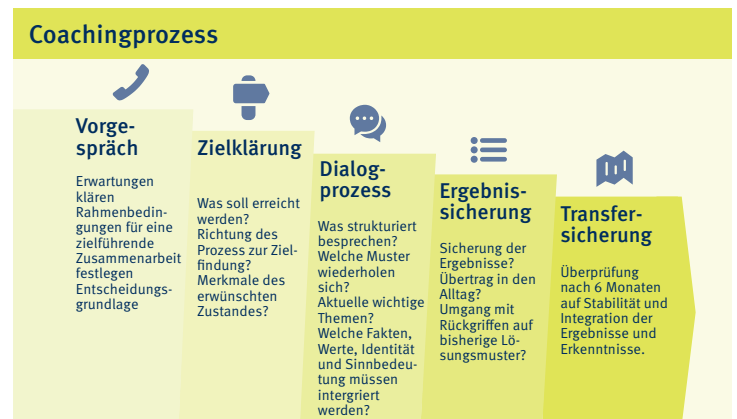 Coachingprozess
Vorge-
spräch
Erwartungen
klären
Rahmenbedin-
gungen für eine
zielführende
Zusammenarbeit
festlegen
Entscheidungs-
grundlage
Zielklärung
Was soll erreicht
werden?
Richtung des
Prozess zur Ziel-
findung?
Merkmale des
erwünschten
Zustandes?
Dialog-
prozess
Was strukturiert
besprechen?
Welche Muster
wiederholen
sich?
Aktuelle wichtige
Themen?
Welche Fakten,
Werte, Identität
und Sinnbedeu-
tung müssen
intergriert
werden?
Ergebnis-
sicherung
Sicherung der
Ergebnisse?
Übertrag in den
Alltag?
Umgang mit
Rückgriffen auf
bisherige Lö-
sungsmuster?
Transfer-
sicherung
Überprüfung
nach 6 Monaten
auf Stabilität und
Integration der
Ergebnisse und
Erkenntnisse.